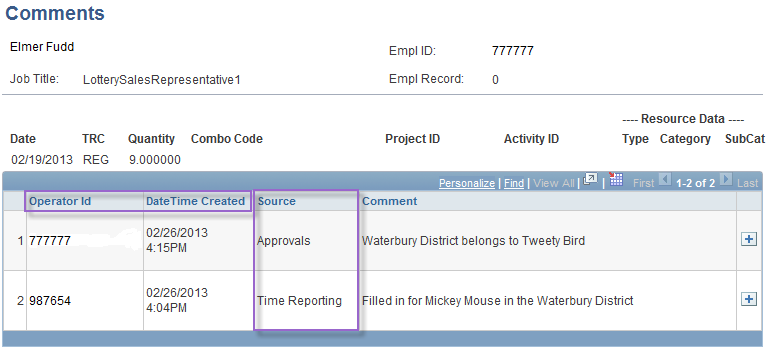 Comments
Elmer Fudd
Empl ID: 777777
Job Title: LotterySalesRepresentative1
Empl Record: 0
---- Resource Data ----
Date TRC Quantity Combo Code Project ID Activity ID Type Category SubCat
02/19/2013 REG 9.000000
Personalize | Find | View All | | First 1-2 of 2 Last
Operator Id DateTime Created Source Comment
1 777777 02/26/2013 4:15PM Approvals Waterbury District belongs to Tweety Bird
2 987654 02/26/2013 4:04PM Time Reporting Filled in for Mickey Mouse in the Waterbury District